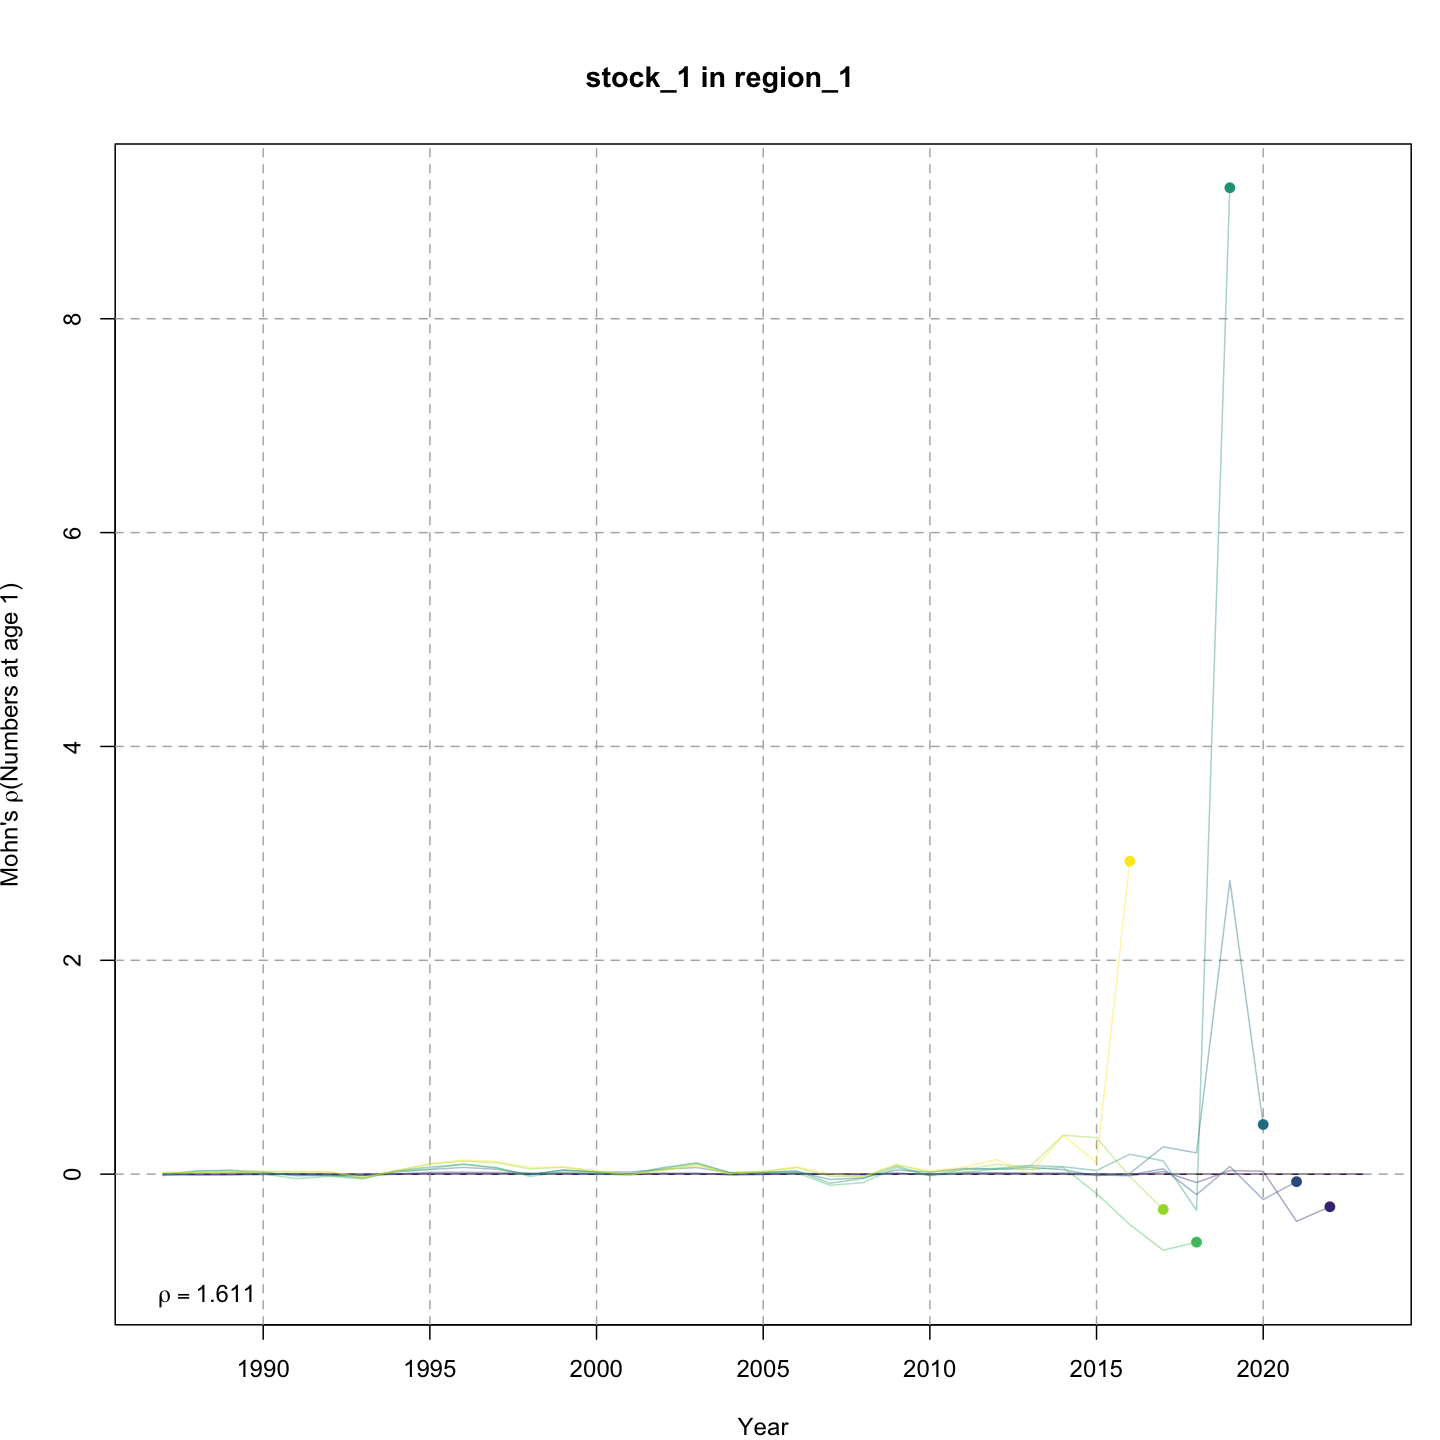 stock_1 in region_1
Mohn's ρ(Numbers at age 1)
8
6
4
2
0
ρ = 1.611
1990 1995 2000 2005 2010 2015 2020
Year